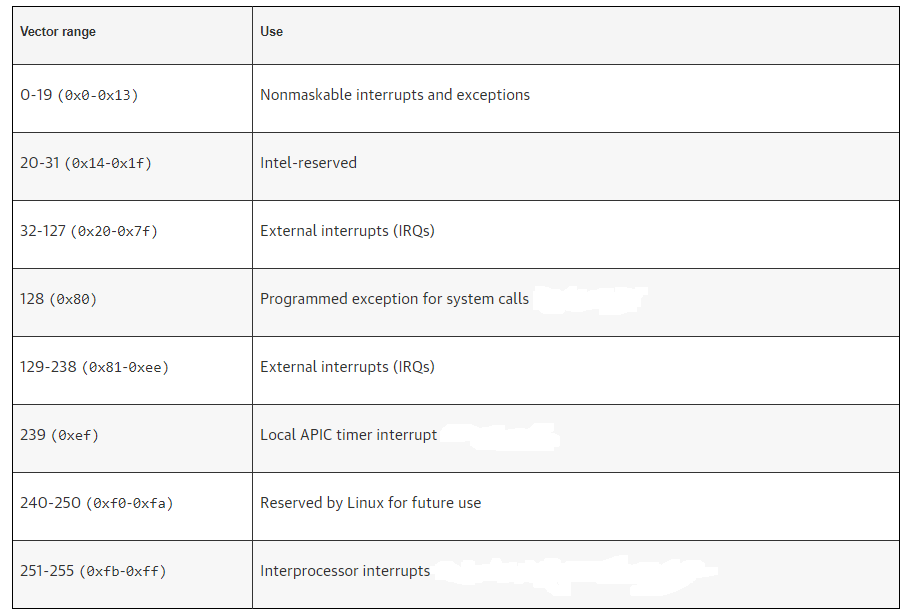 Vector range Use
0-19 (0x0-0x13) Nonmaskable interrupts and exceptions
20-31 (0x14-0x1f) Intel-reserved
32-127 (0x20-0x7f) External interrupts (IRQs)
128 (0x80) Programmed exception for system calls
129-238 (0x81-0xee) External interrupts (IRQs)
239 (0xef) Local APIC timer interrupt
240-250 (0xf0-0xfa) Reserved by Linux for future use
251-255 (0xfb-0xff) Interprocessor interrupts